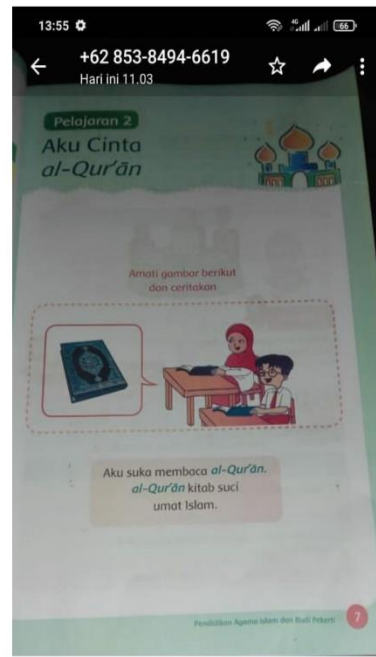 13:55
4G
66
+62 853-8494-6619
Hari ini 11.03
Pelajaran 2
Aku Cinta
al-Qur'ān
Amati gambar berikut
dan ceritakan
Aku suka membaca al-Qur'ān.
al-Qur'ān kitab suci
umat Islam.
Pendidikan Agama Islam dan Budi Pekerti
7